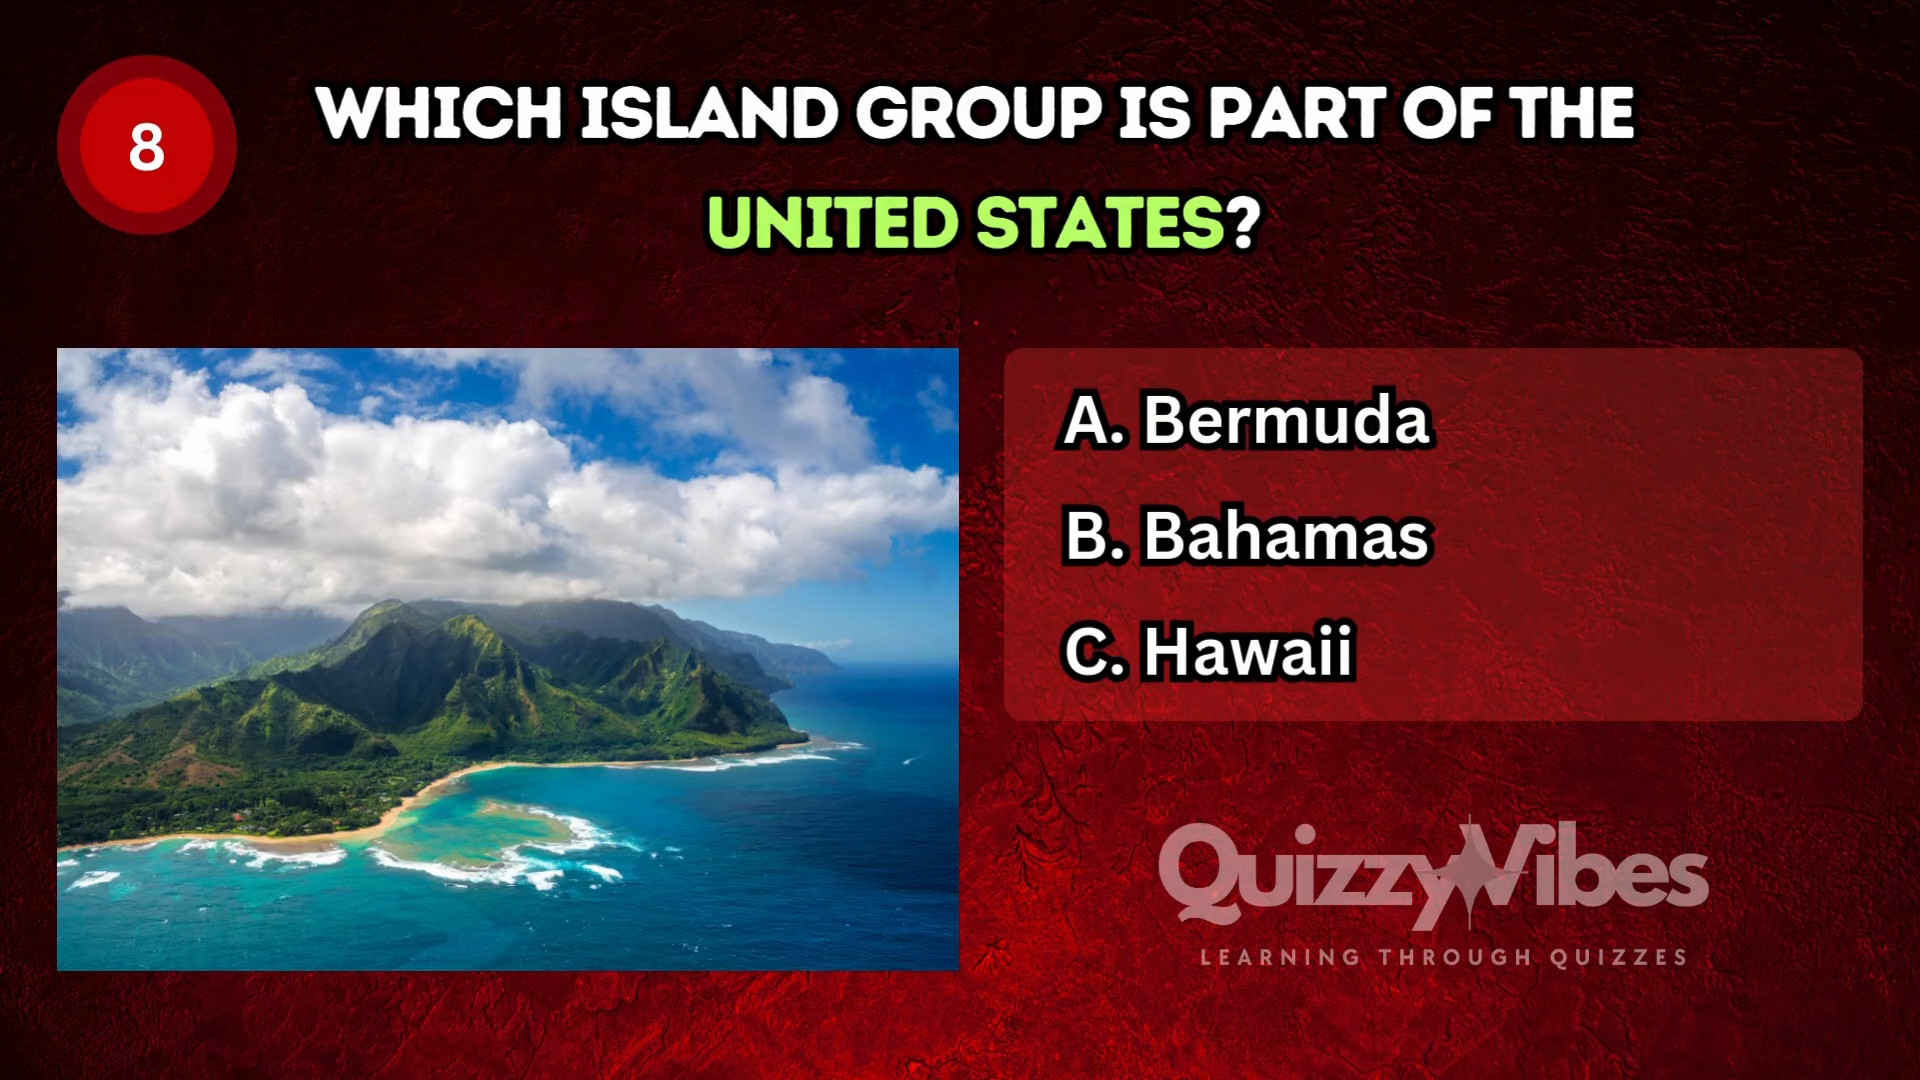 8
WHICH ISLAND GROUP IS PART OF THE
UNITED STATES?
A. Bermuda
B. Bahamas
C. Hawaii
QuizzyVibes
LEARNING THROUGH QUIZZES